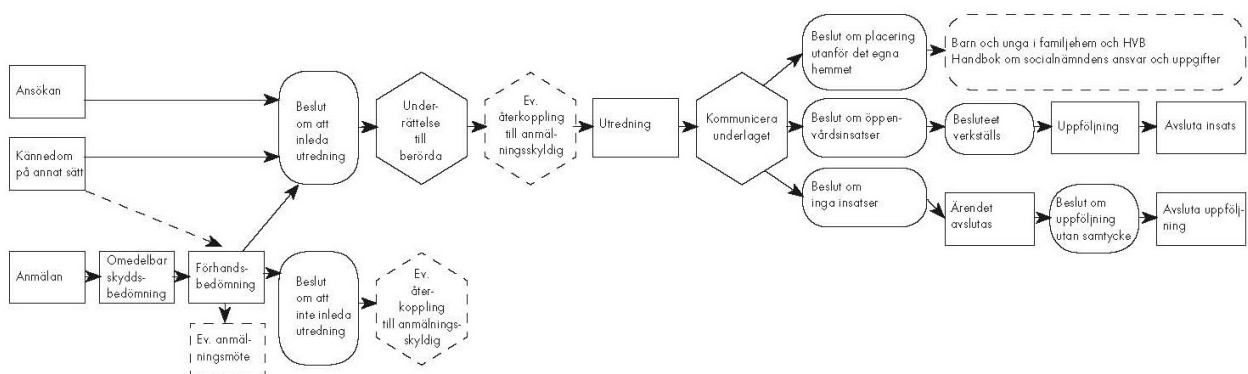 Ansökan
Kännedom
på annat sätt
Anmälan
Omedelbar
skydds-
bedömning
Förhands-
bedömning
Ev. anmäl-
ningsmöte
Beslut
om att
inleda
utredning
Beslut
om att
inte inleda
utredning
Under-
rättelse
till
berörda
Ev.
återkoppling
till anmäl-
ningsskyldig
Ev.
åter-
koppling
till anmälnings-
skyldig
Utredning
Kommunicera
underlaget
Beslut om placering
utanför det egna
hemmet
Barn och unga i familjehem och HVB
Handbok om socialnämndens ansvar och uppgifter
Beslut om öppen-
vårdsinsatser
Besluteet
verkställs
Uppföljning
Avsluta insats
Beslut om
inga insatser
Ärendet
avslutas
Beslut om
uppföljning
utan samtycke
Avsluta uppfölj-
ning